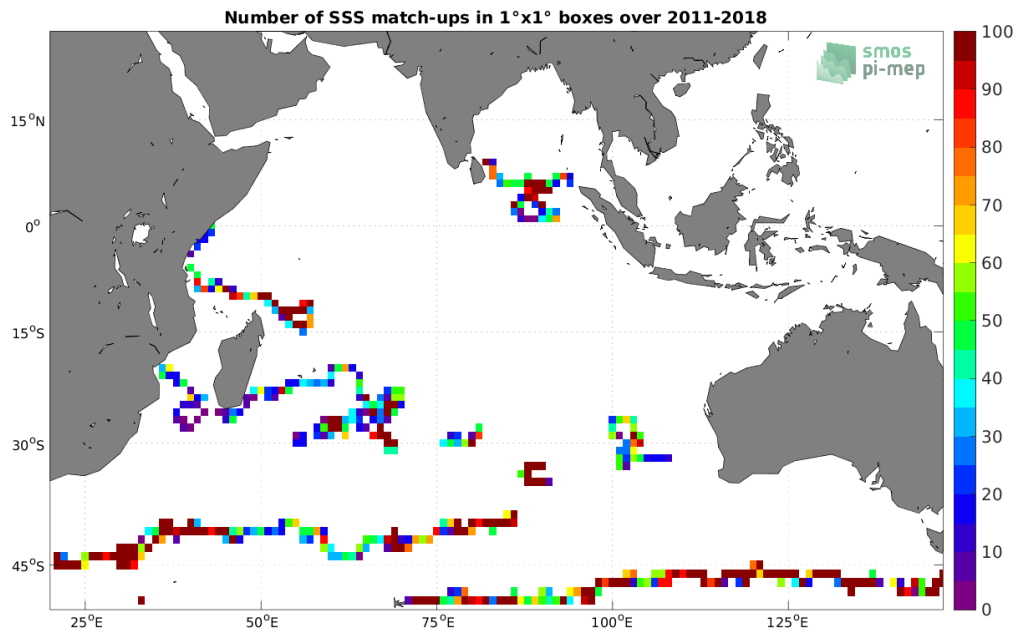 Number of SSS match-ups in 1°x1° boxes over 2011-2018
smos
pi-mep
15°N
0°
15°S
30°S
45°S
25°E
50°E
75°E
100°E
125°E
100
90
80
70
60
50
40
30
20
10
0